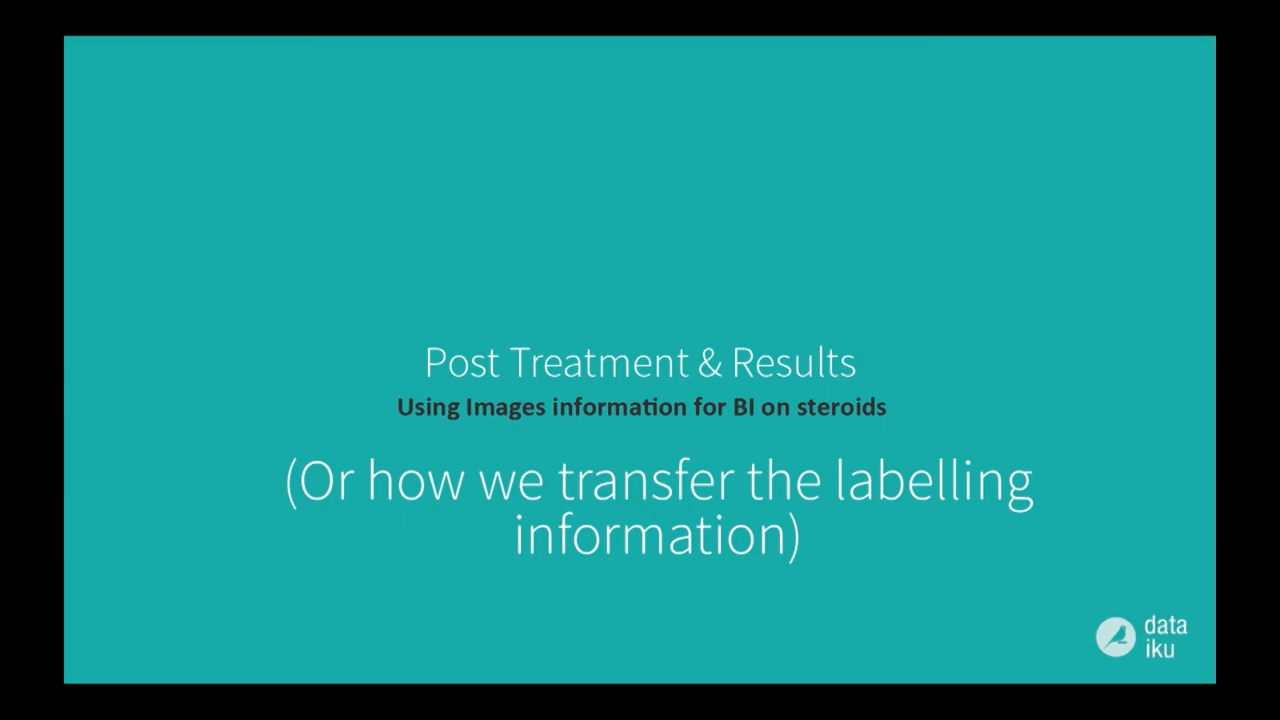 Post Treatment & Results
Using Images information for BI on steroids
(Or how we transfer the labelling
information)
data
iku